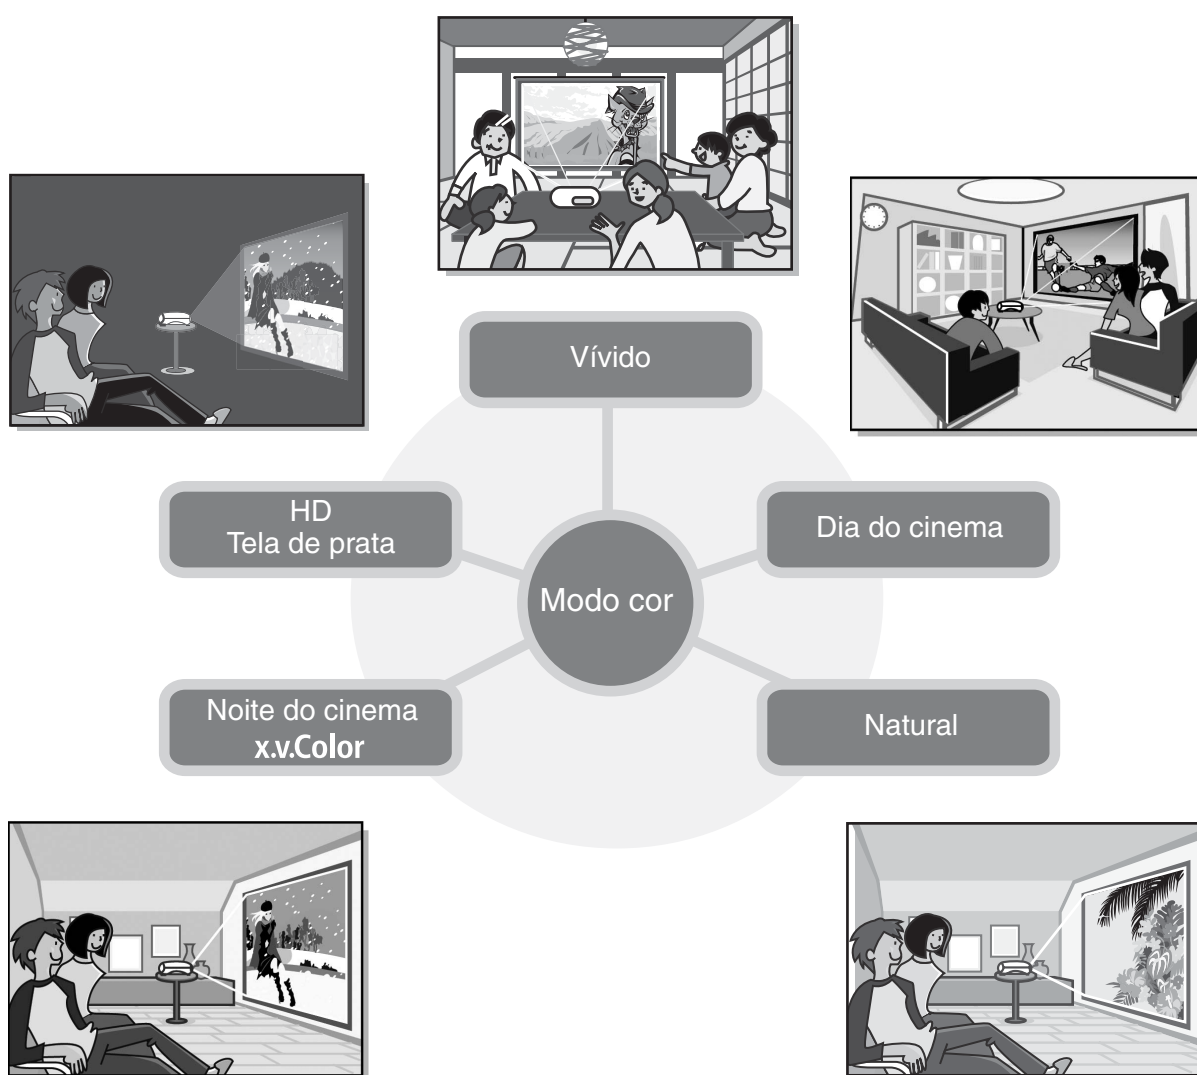 Vívido
HD
Tela de prata
Dia do cinema
Modo cor
Noite do cinema
x.v.Color
Natural